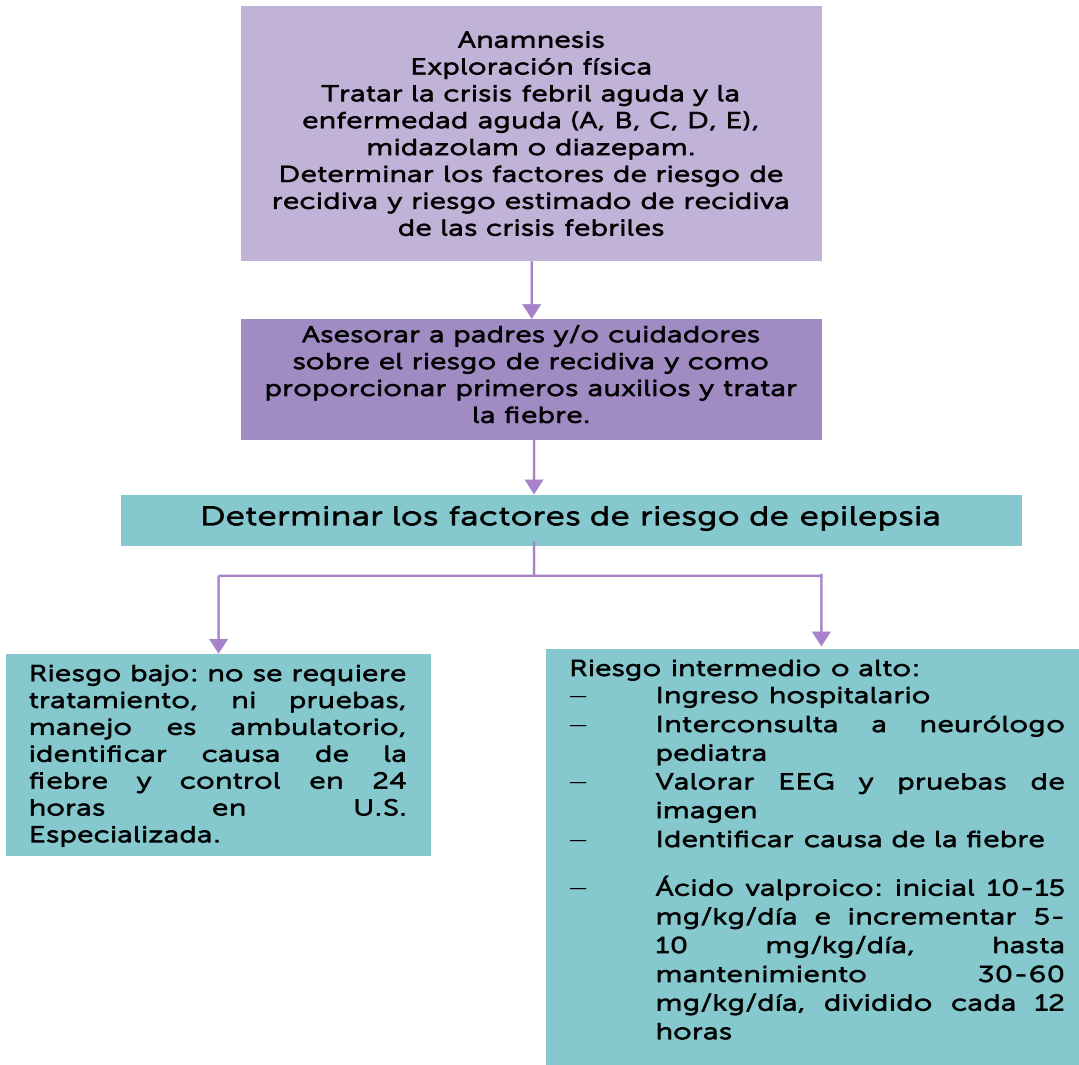 Anamnesis
Exploración física
Tratar la crisis febril aguda y la
enfermedad aguda (A, B, C, D, E),
midazolam o diazepam.
Determinar los factores de riesgo de
recidiva y riesgo estimado de recidiva
de las crisis febriles
Asesorar a padres y/o cuidadores
sobre el riesgo de recidiva y como
proporcionar primeros auxilios y tratar
la fiebre.
Determinar los factores de riesgo de epilepsia
Riesgo bajo: no se requiere
tratamiento, ni pruebas,
manejo es ambulatorio,
identificar causa de la
fiebre y control en 24
horas en U.S.
Especializada.
Riesgo intermedio o alto:
– Ingreso hospitalario
– Interconsulta a neurólogo
pediatra
– Valorar EEG y pruebas de
imagen
– Identificar causa de la fiebre
– Ácido valproico: inicial 10-15
mg/kg/día e incrementar 5-
10 mg/kg/día, hasta
mantenimiento 30-60
mg/kg/día, dividido cada 12
horas